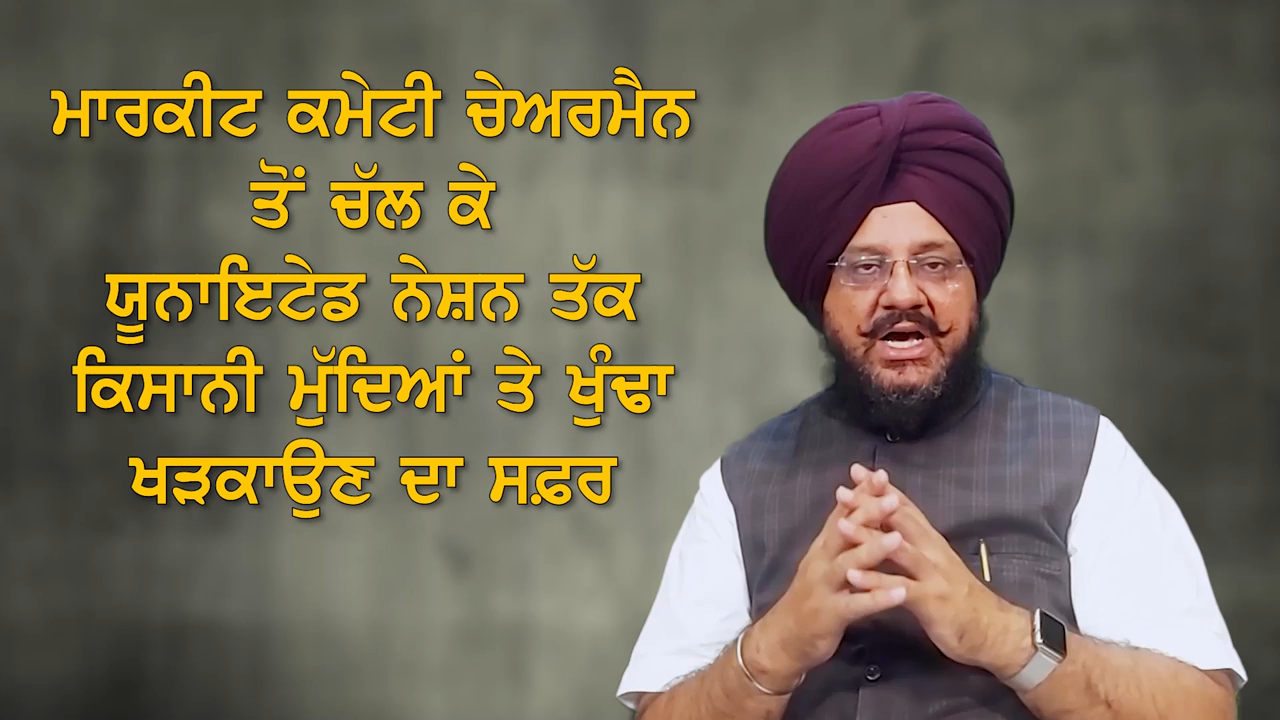 ਮਾਰਕੀਟ ਕਮੇਟੀ ਚੇਅਰਮੈਨ
ਤੋਂ ਚੱਲ ਕੇ
ਯੂਨਾਇਟੇਡ ਨੇਸ਼ਨ ਤੱਕ
ਕਿਸਾਨੀ ਮੁੱਦਿਆਂ ਤੇ ਖੁੰਢਾ
ਖੜਕਾਉਣ ਦਾ ਸਫ਼ਰ